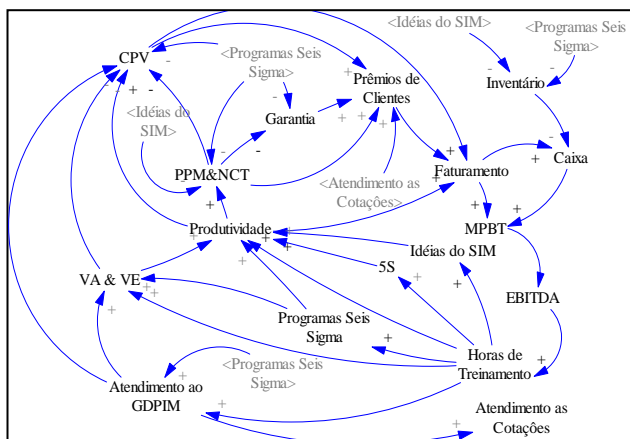 <Idéias do SIM>
<Programas Seis
Sigma>
CPV
<Programas Seis
Sigma>
Prêmios de
Clientes
Inventário
<Idéias do
SIM>
Garantia
Caixa
PPM&NCT
Faturamento
<Atendimento as
Cotações>
Produtividade
MPBT
Idéias do SIM
5S
VA & VE
EBITDA
Programas Seis
Sigma
<Programas Seis
Sigma>
Horas de
Treinamento
Atendimento ao
GDPIM
Atendimento as
Cotações